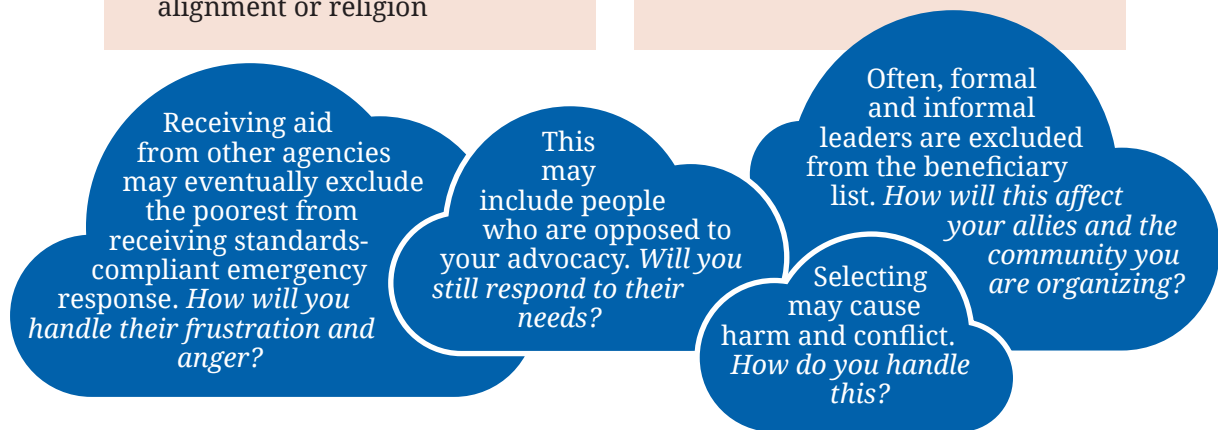 alignment or religion
Receiving aid
from other agencies
may eventually exclude
the poorest from
receiving standards-
compliant emergency
response. How will you
handle their frustration and
anger?
This
may
include people
who are opposed to
your advocacy. Will you
still respond to their
needs?
Often, formal
and informal
leaders are excluded
from the beneficiary
list. How will this affect
your allies and the
community you
are organizing?
Selecting
may cause
harm and conflict.
How do you handle
this?